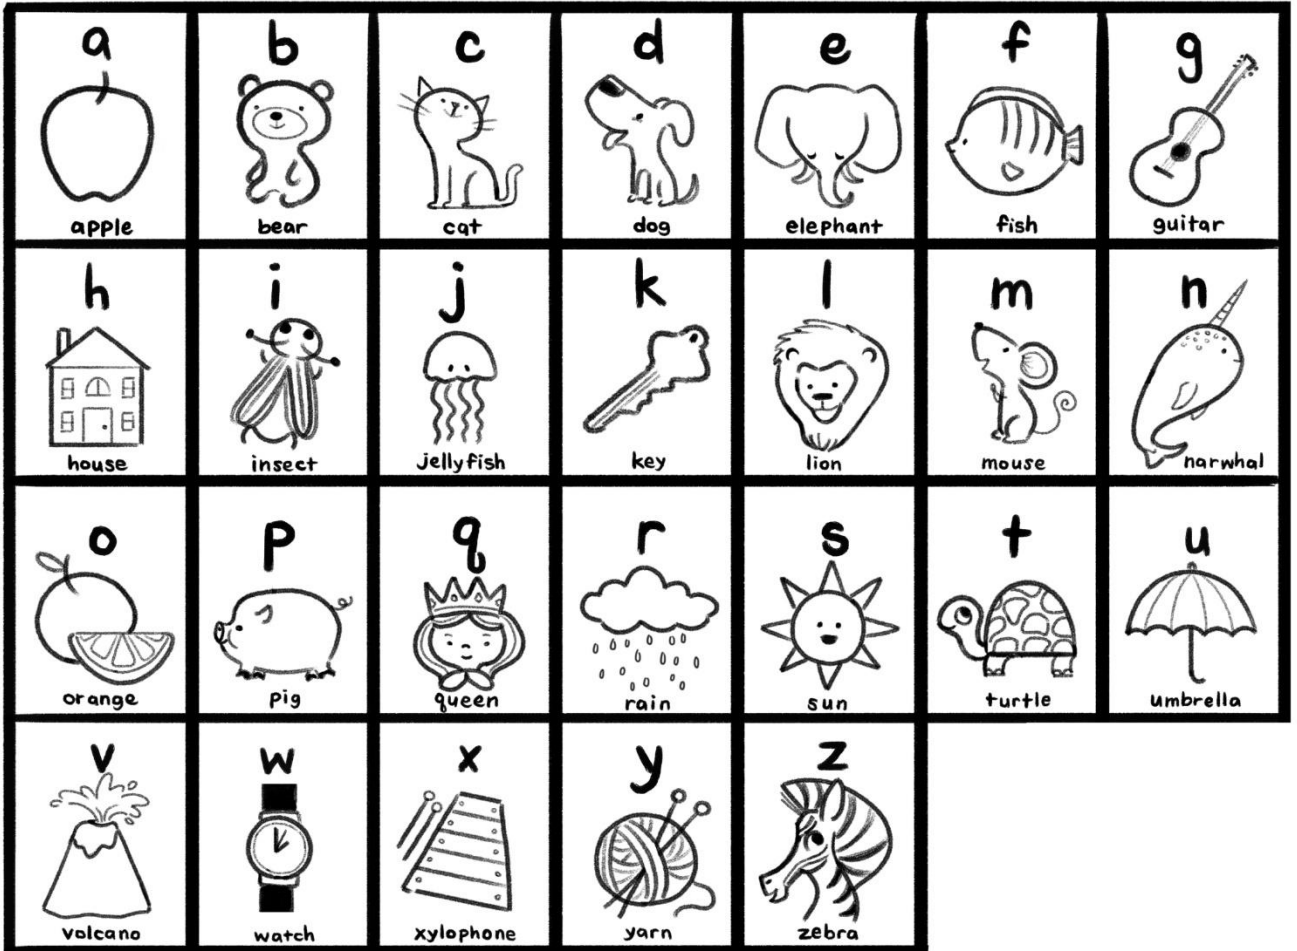 a b c d e f g
apple bear cat dog elephant fish guitar
h i j k l m n
house insect jellyfish key lion mouse narwhal
o p q r s t u
orange pig queen rain sun turtle umbrella
v w x y z
volcano watch xylophone yarn zebra